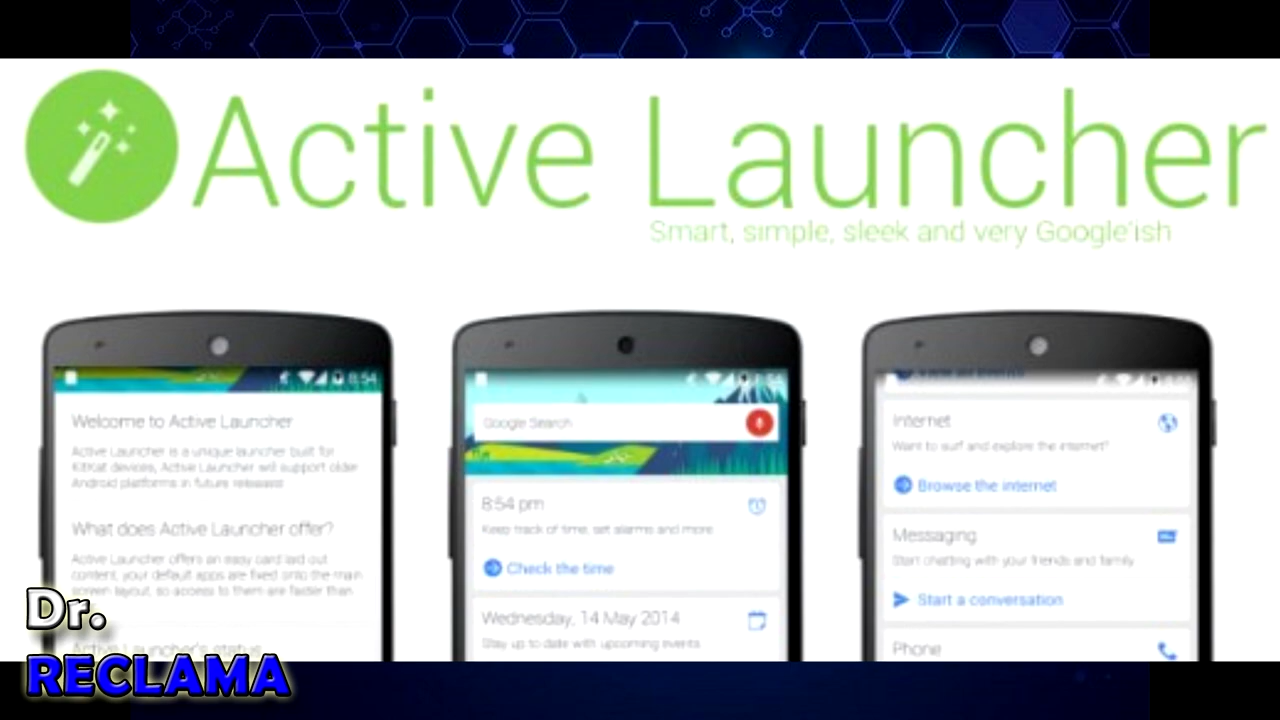 Active Launcher
Smart, simple, sleek and very Google'ish
8:54
Welcome to Active Launcher
Active Launcher is a unique launcher built for
KitKat devices, Active Launcher will support older
Android platforms in future releases!
What does Active Launcher offer?
Active Launcher offers an easy card laid out
content, your default apps are fixed onto the main
screen layout, so access to them are faster than
Active Launcher's status
Google Search
8:54 pm
Keep track of time, set alarms and more
Check the time
Wednesday, 14 May 2014
Stay up to date with upcoming events
Internet
Want to surf and explore the internet?
Browse the internet
Messaging
Start chatting with your friends and family
Start a conversation
Phone
Dr.
RECLAMA